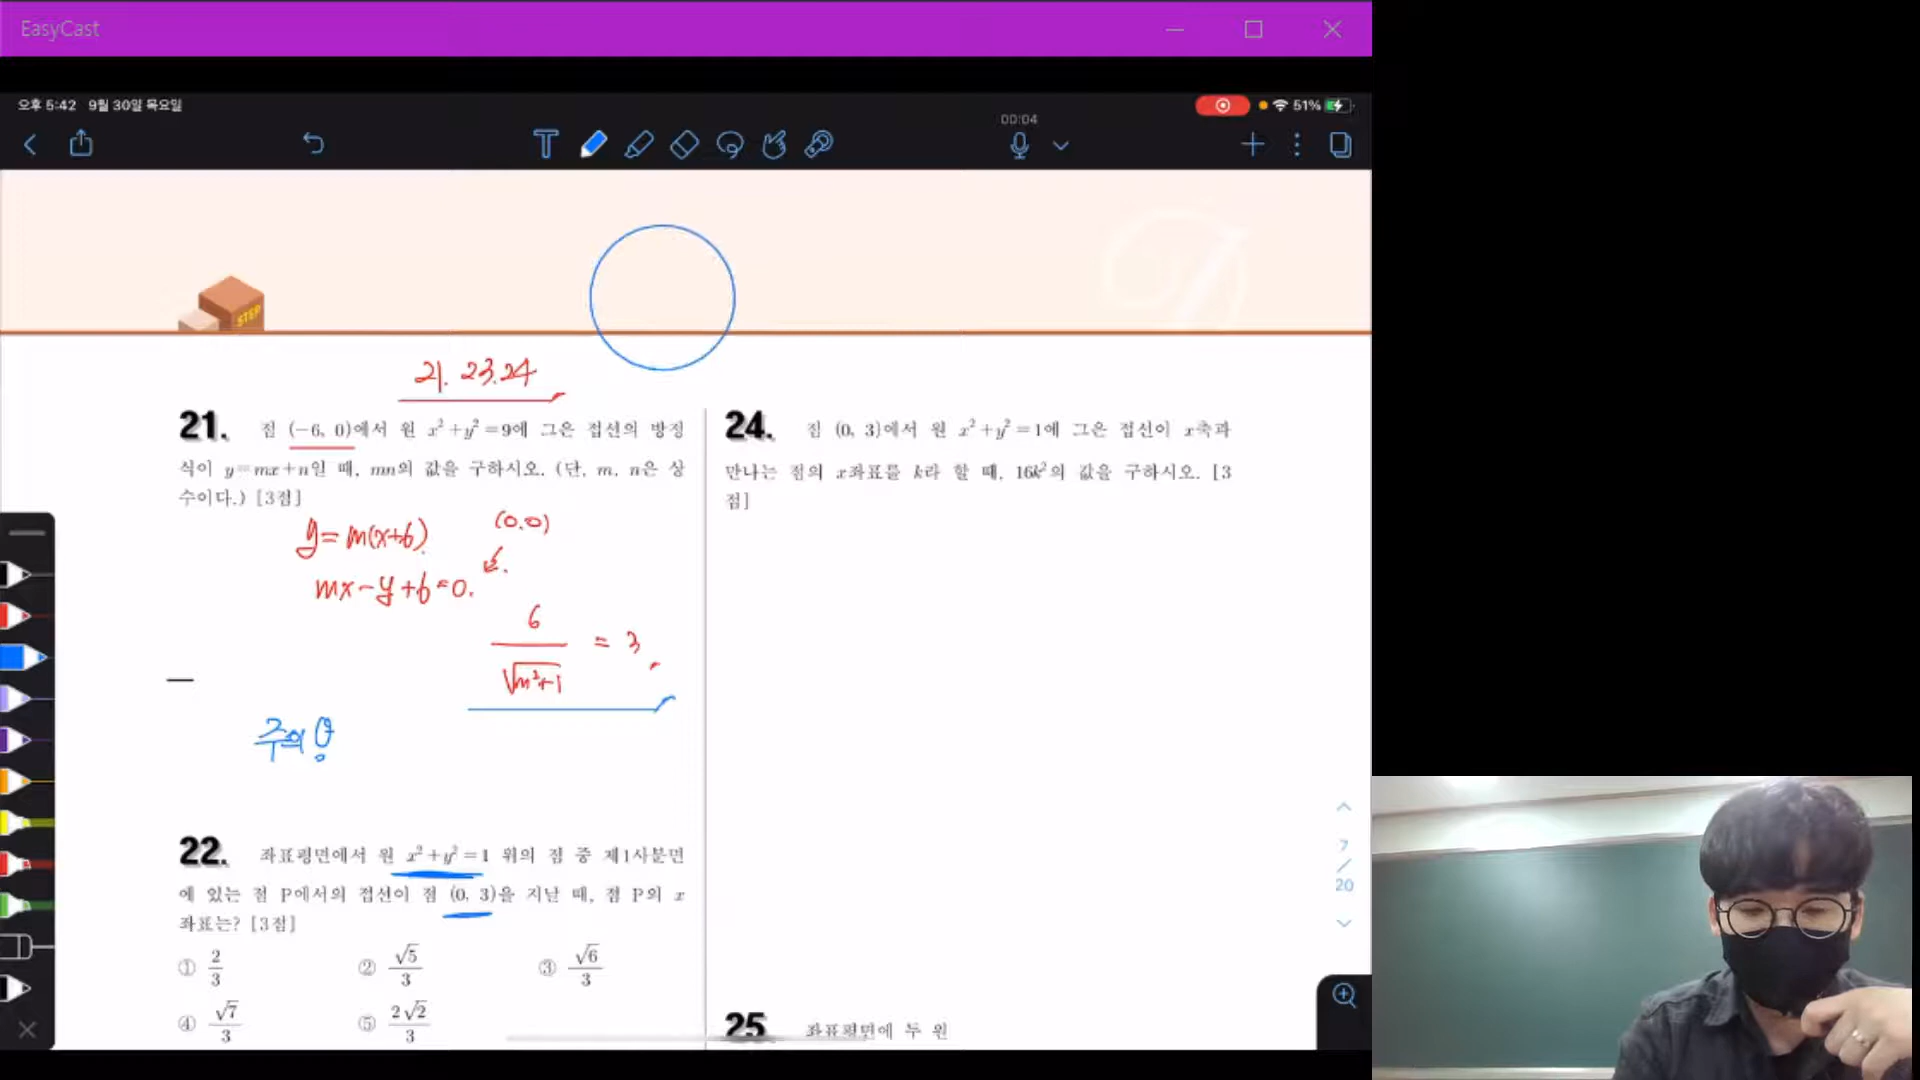 EasyCast
오후 5:42 9월 30일 목요일
51%
00:04
STEP
21. 23.24
21. 점 (−6, 0)에서 원 x²+y²=9에 그은 접선의 방정
식이 y=mx+n일 때, mn의 값을 구하시오. (단, m, n은 상
수이다.) [3점]
y=m(x+6)
(0.0)
mx-y+6=0.
6/√m²+1 = 3
주의!
22. 좌표평면에서 원 x²+y²=1 위의 점 중 제1사분면
에 있는 점 P에서의 접선이 점 (0, 3)을 지날 때, 점 P의 x
좌표는? [3점]
① 2/3 ② √5/3 ③ √6/3
④ √7/3 ⑤ 2√2/3
24. 점 (0, 3)에서 원 x²+y²=1에 그은 접선이 x축과
만나는 점의 x좌표를 k라 할 때, 16k²의 값을 구하시오. [3
점]
25 좌표평면에 두 원
7
/
20